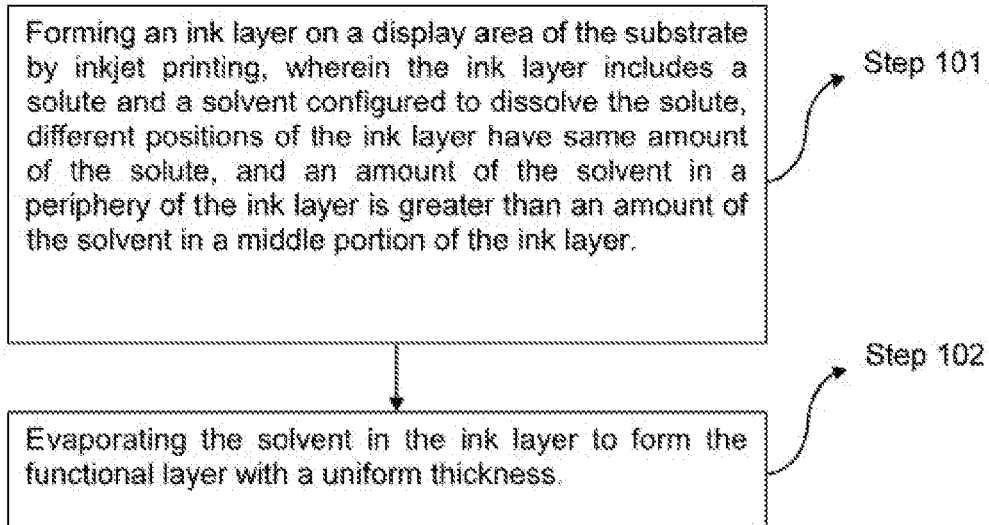 Forming an ink layer on a display area of the substrate
by inkjet printing, wherein the ink layer includes a
solute and a solvent configured to dissolve the solute,
different positions of the ink layer have same amount
of the solute, and an amount of the solvent in a
periphery of the ink layer is greater than an amount of
the solvent in a middle portion of the ink layer.
Step 101
Evaporating the solvent in the ink layer to form the
functional layer with a uniform thickness.
Step 102